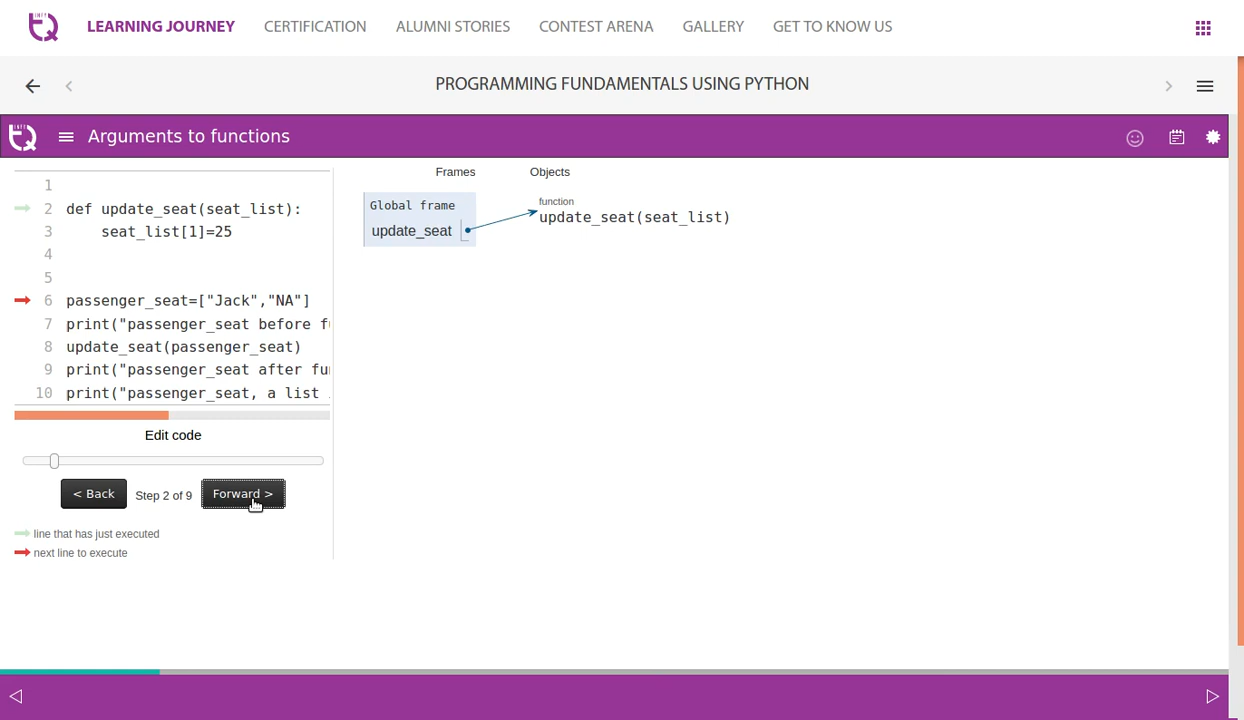 LEARNING JOURNEY CERTIFICATION ALUMNI STORIES CONTEST ARENA GALLERY GET TO KNOW US
PROGRAMMING FUNDAMENTALS USING PYTHON
Arguments to functions
1
2 def update_seat(seat_list):
3 seat_list[1]=25
4
5
6 passenger_seat=["Jack","NA"]
7 print("passenger_seat before f
8 update_seat(passenger_seat)
9 print("passenger_seat after fu
10 print("passenger_seat, a list
Edit code
< Back Step 2 of 9 Forward >
line that has just executed
next line to execute
Frames Objects
Global frame
update_seat
function
update_seat(seat_list)